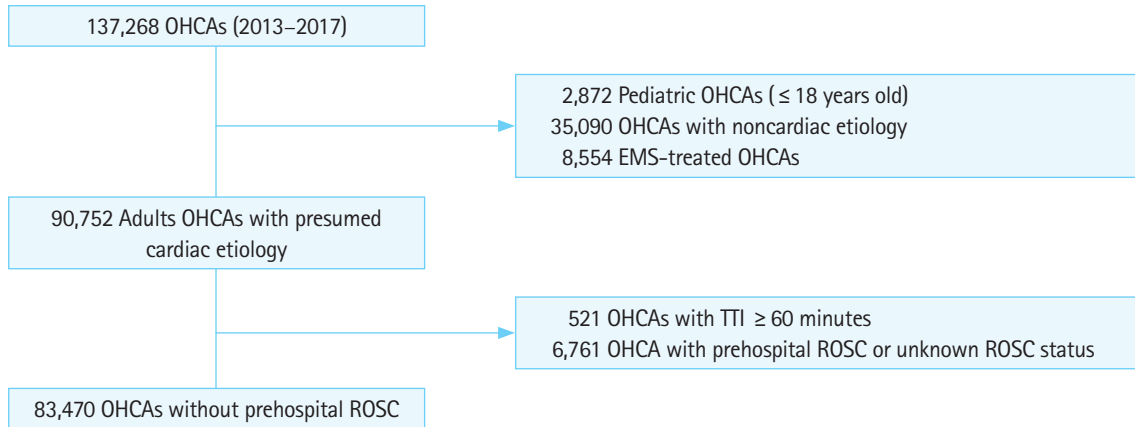 137,268 OHCAs (2013–2017)
2,872 Pediatric OHCAs (≤ 18 years old)
35,090 OHCAs with noncardiac etiology
8,554 EMS-treated OHCAs
90,752 Adults OHCAs with presumed
cardiac etiology
521 OHCAs with TTI ≥ 60 minutes
6,761 OHCA with prehospital ROSC or unknown ROSC status
83,470 OHCAs without prehospital ROSC